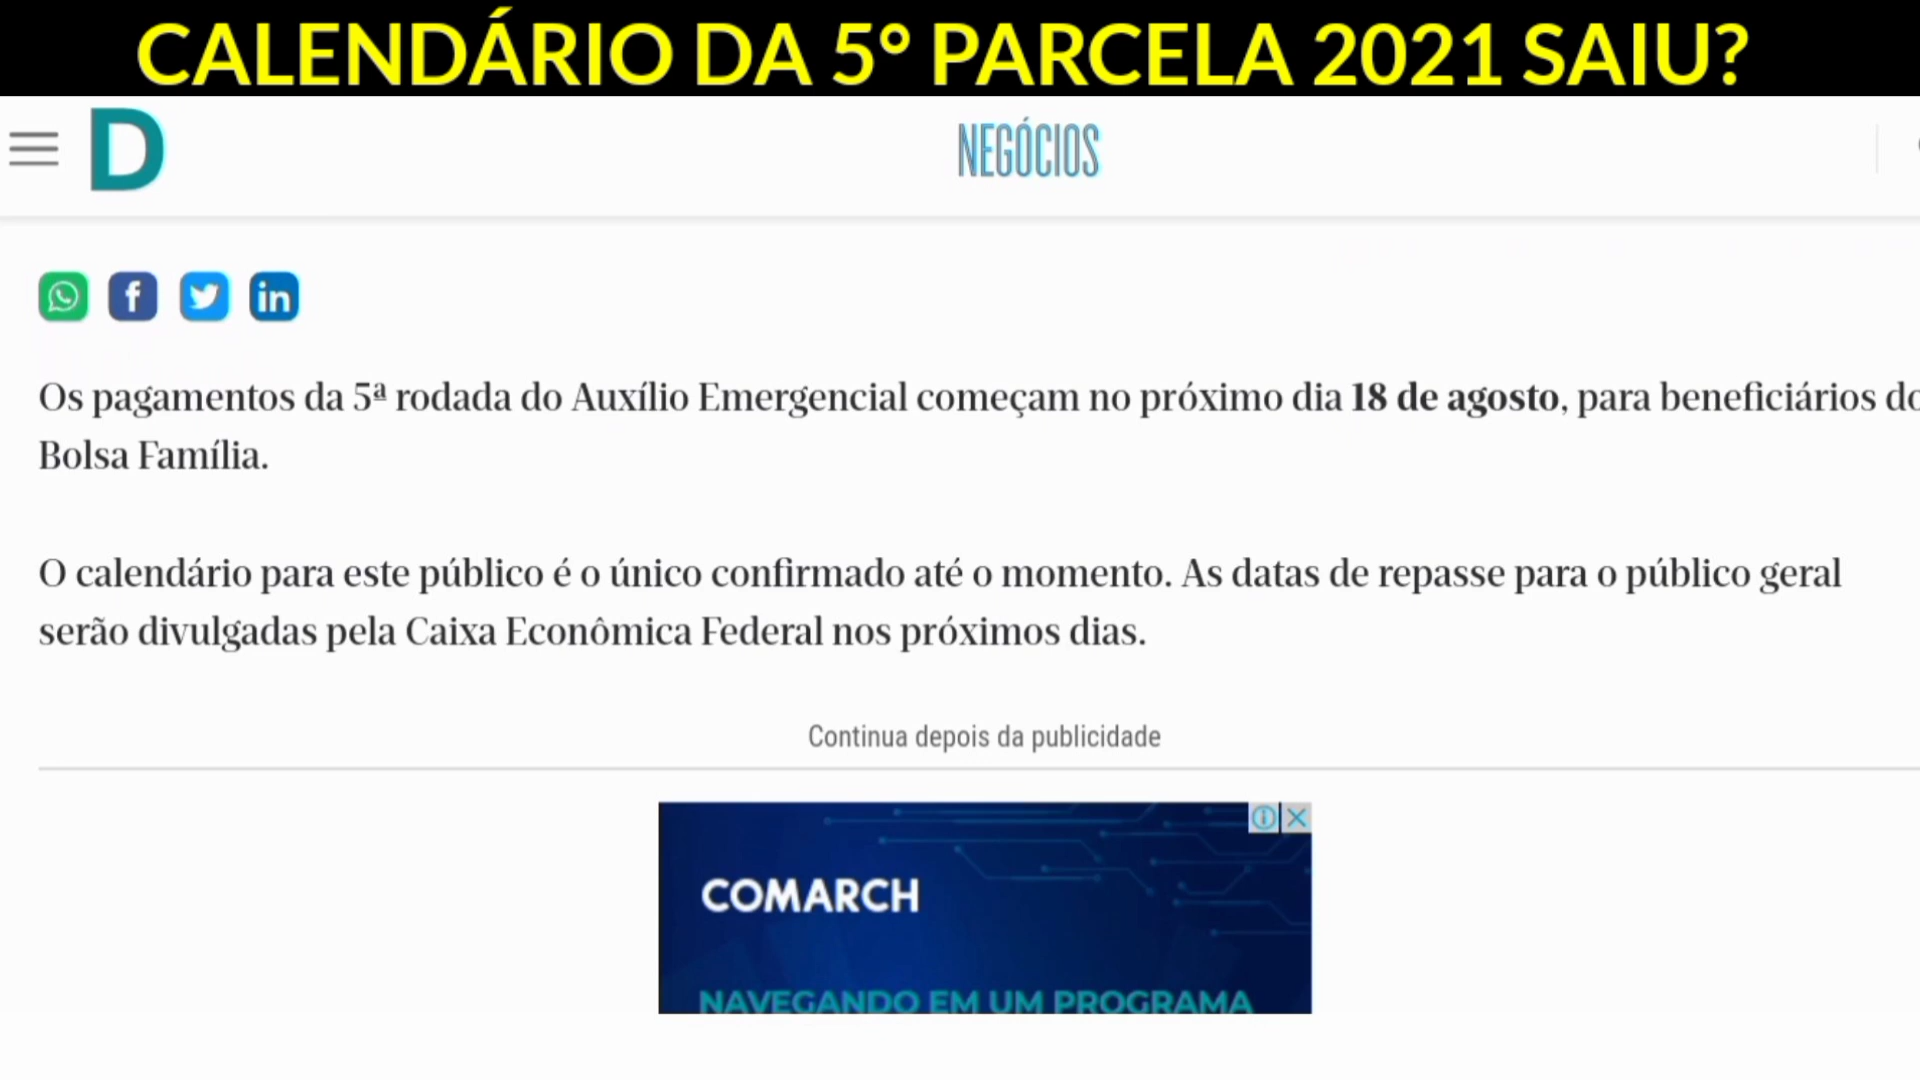 CALENDÁRIO DA 5° PARCELA 2021 SAIU?
D
NEGÓCIOS
Os pagamentos da 5ª rodada do Auxílio Emergencial começam no próximo dia 18 de agosto, para beneficiários do
Bolsa Família.
O calendário para este público é o único confirmado até o momento. As datas de repasse para o público geral
serão divulgadas pela Caixa Econômica Federal nos próximos dias.
Continua depois da publicidade
COMARCH
NAVEGANDO EM UM PROGRAMA